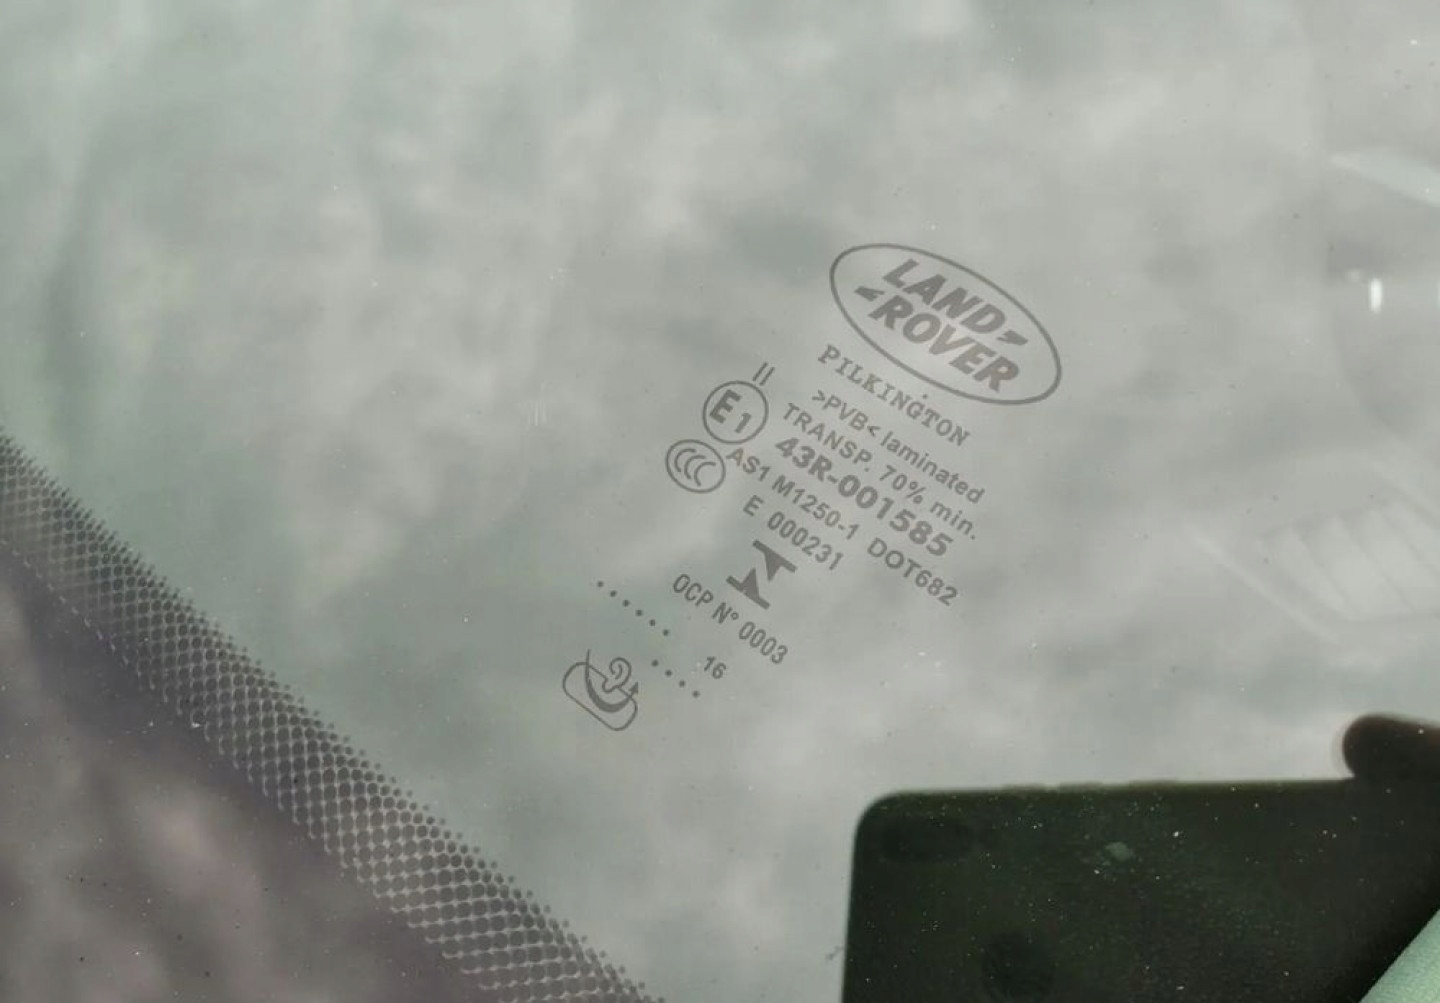 LAND
ROVER
PILKINGTON
II
>PVB< laminated
E1
TRANSP. 70% min.
43R-001585
CCC
AS1 M1250-1 DOT682
E 000231
OCP N° 0003
16